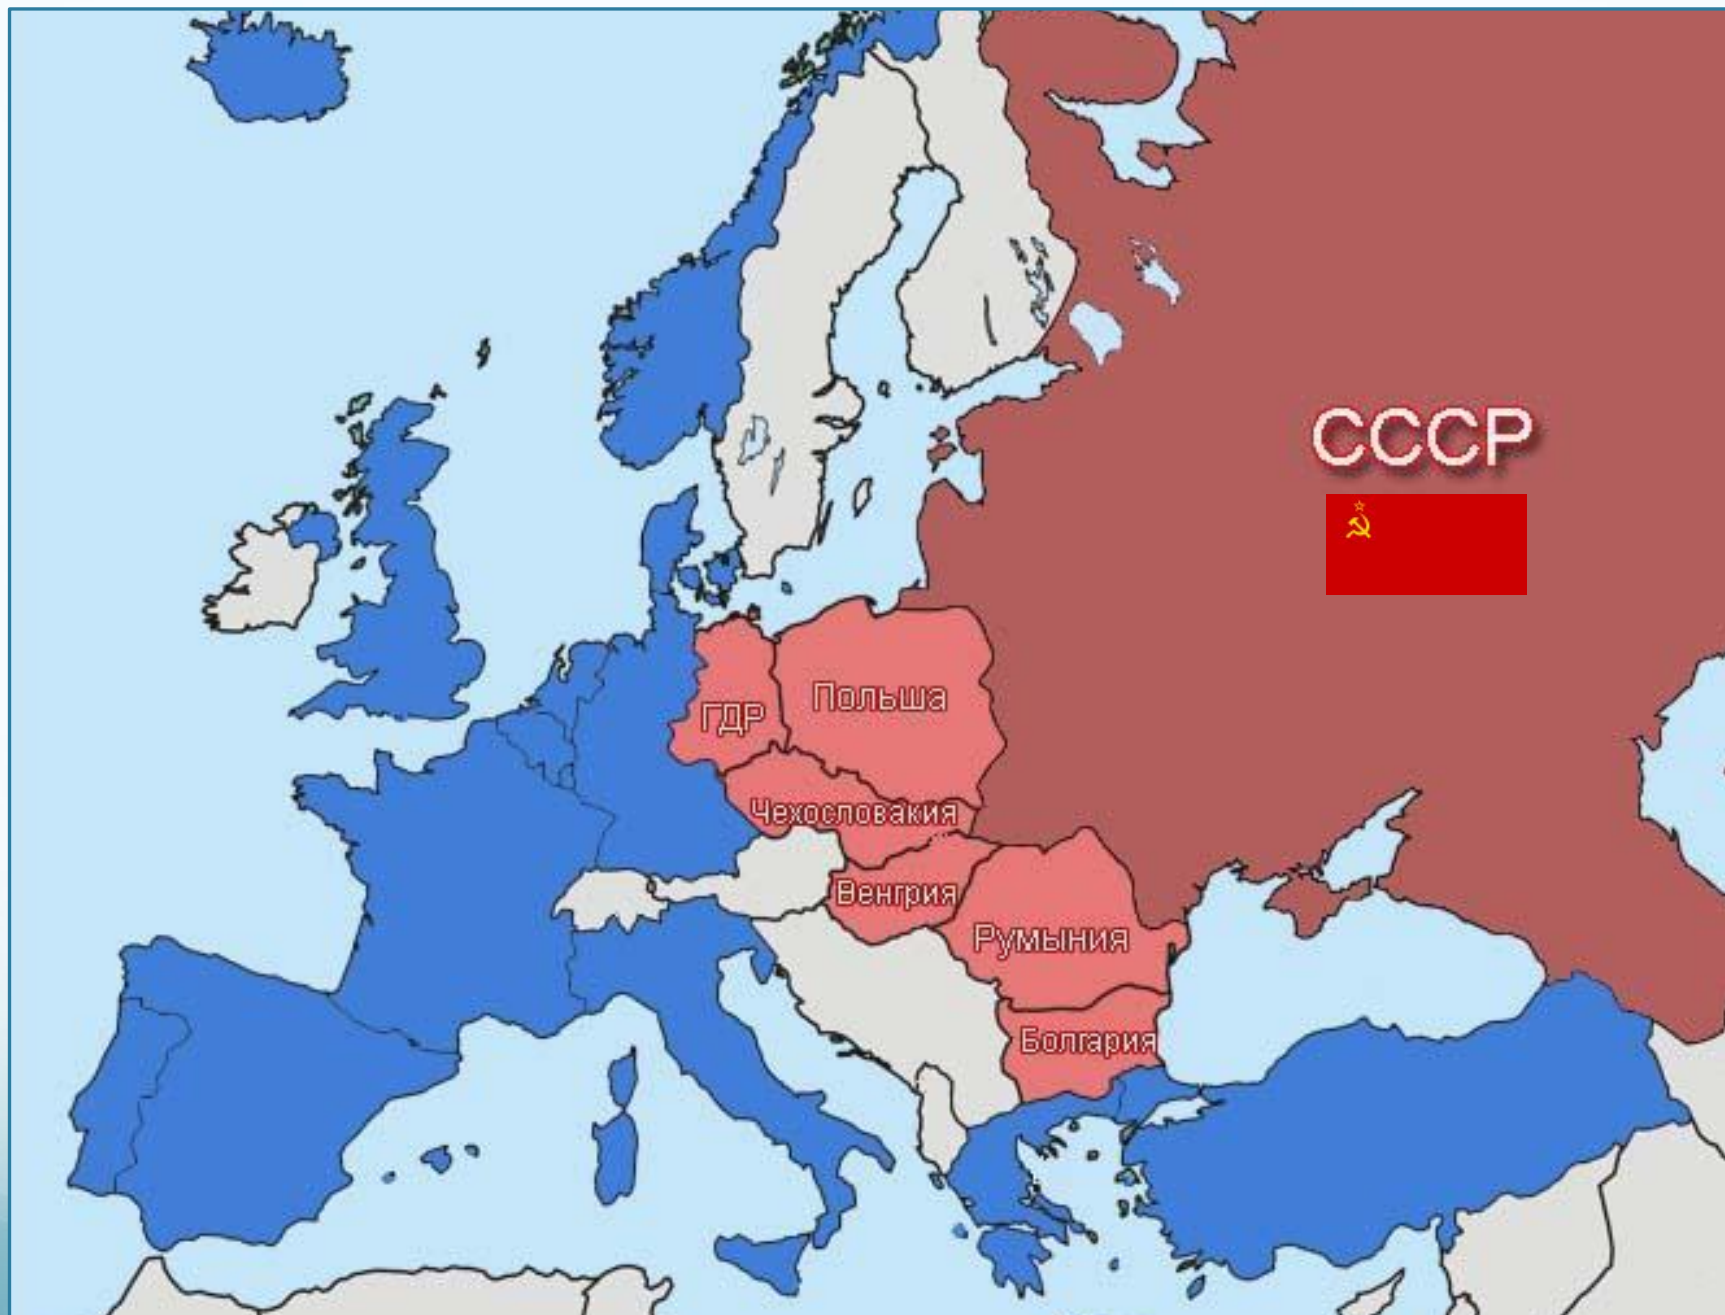 СССР
Польша
ГДР
Чехословакия
Венгрия
Румыния
Болгария